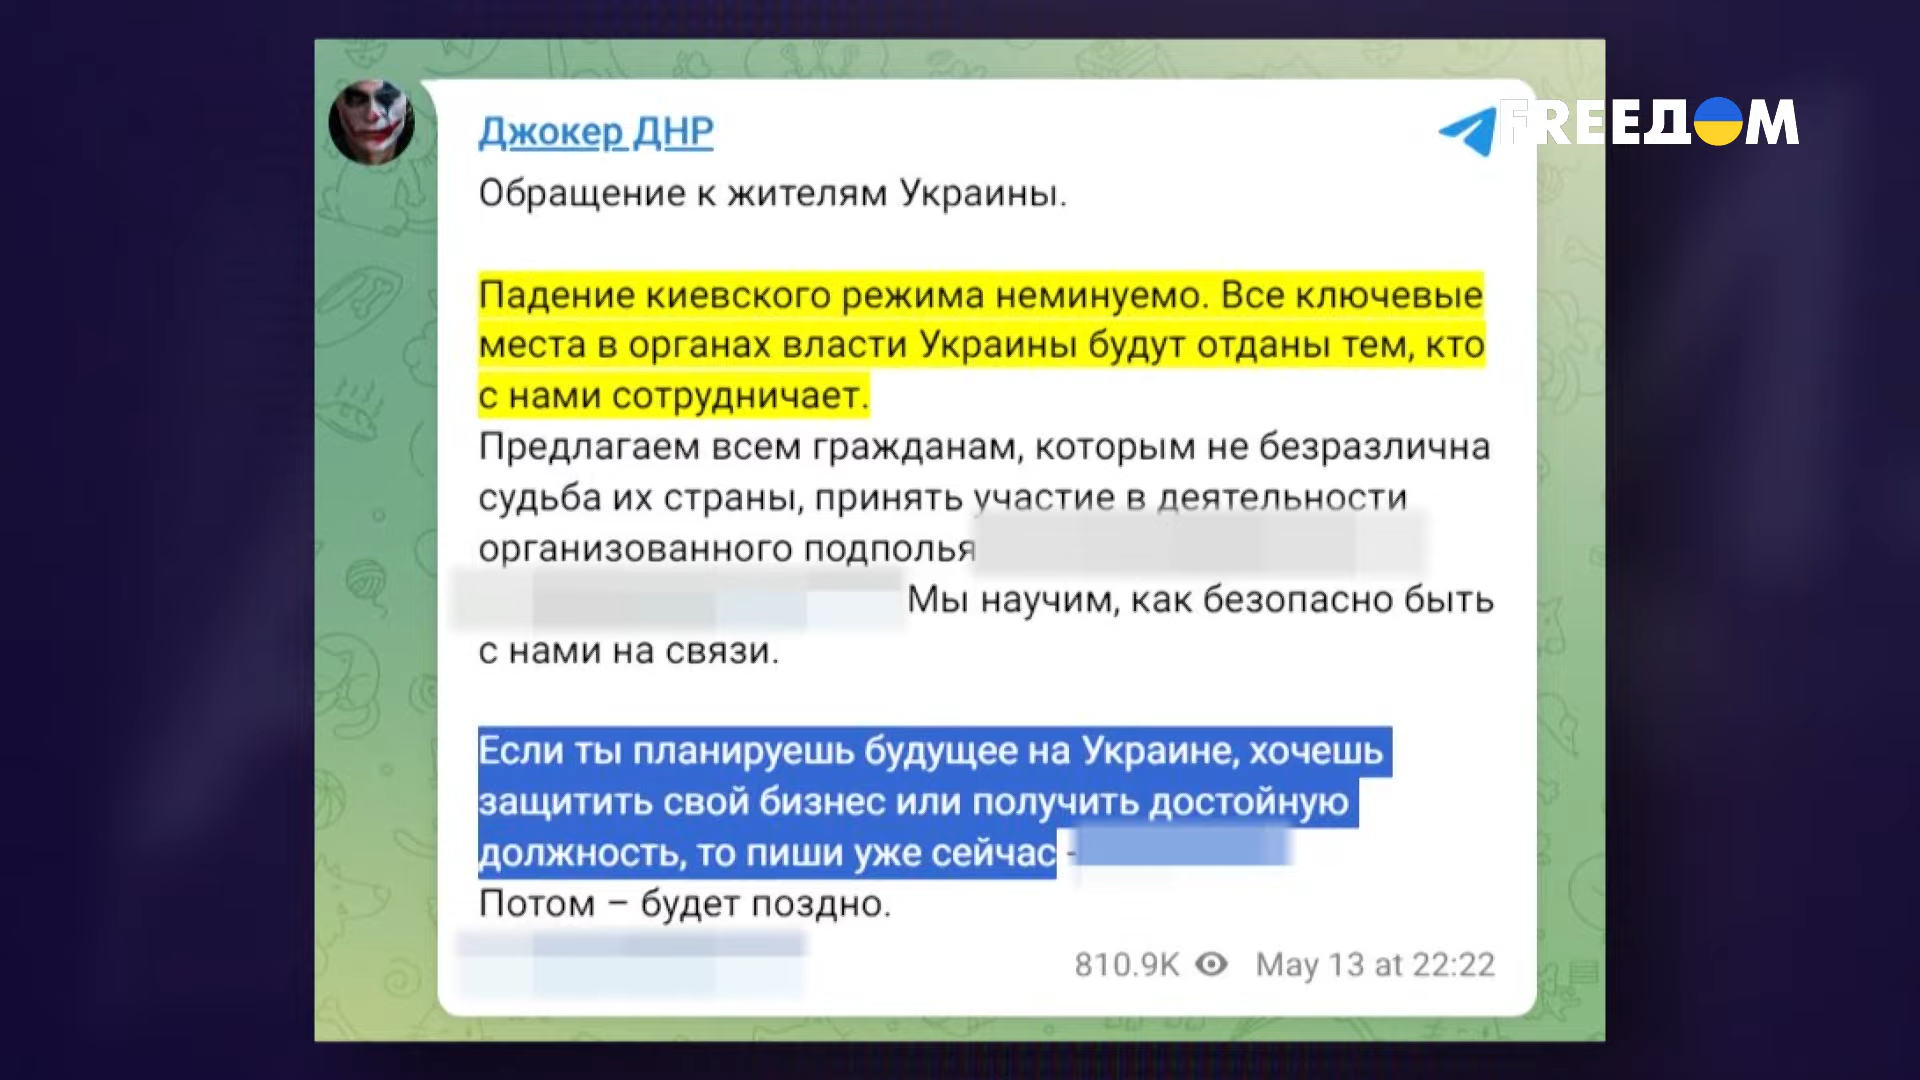 Джокер ДНР
FREEДОМ
Обращение к жителям Украины.
Падение киевского режима неминуемо. Все ключевые
места в органах власти Украины будут отданы тем, кто
с нами сотрудничает.
Предлагаем всем гражданам, которым не безразлична
судьба их страны, принять участие в деятельности
организованного подполья
Мы научим, как безопасно быть
с нами на связи.
Если ты планируешь будущее на Украине, хочешь
защитить свой бизнес или получить достойную
должность, то пиши уже сейчас -
Потом – будет поздно.
810.9K May 13 at 22:22